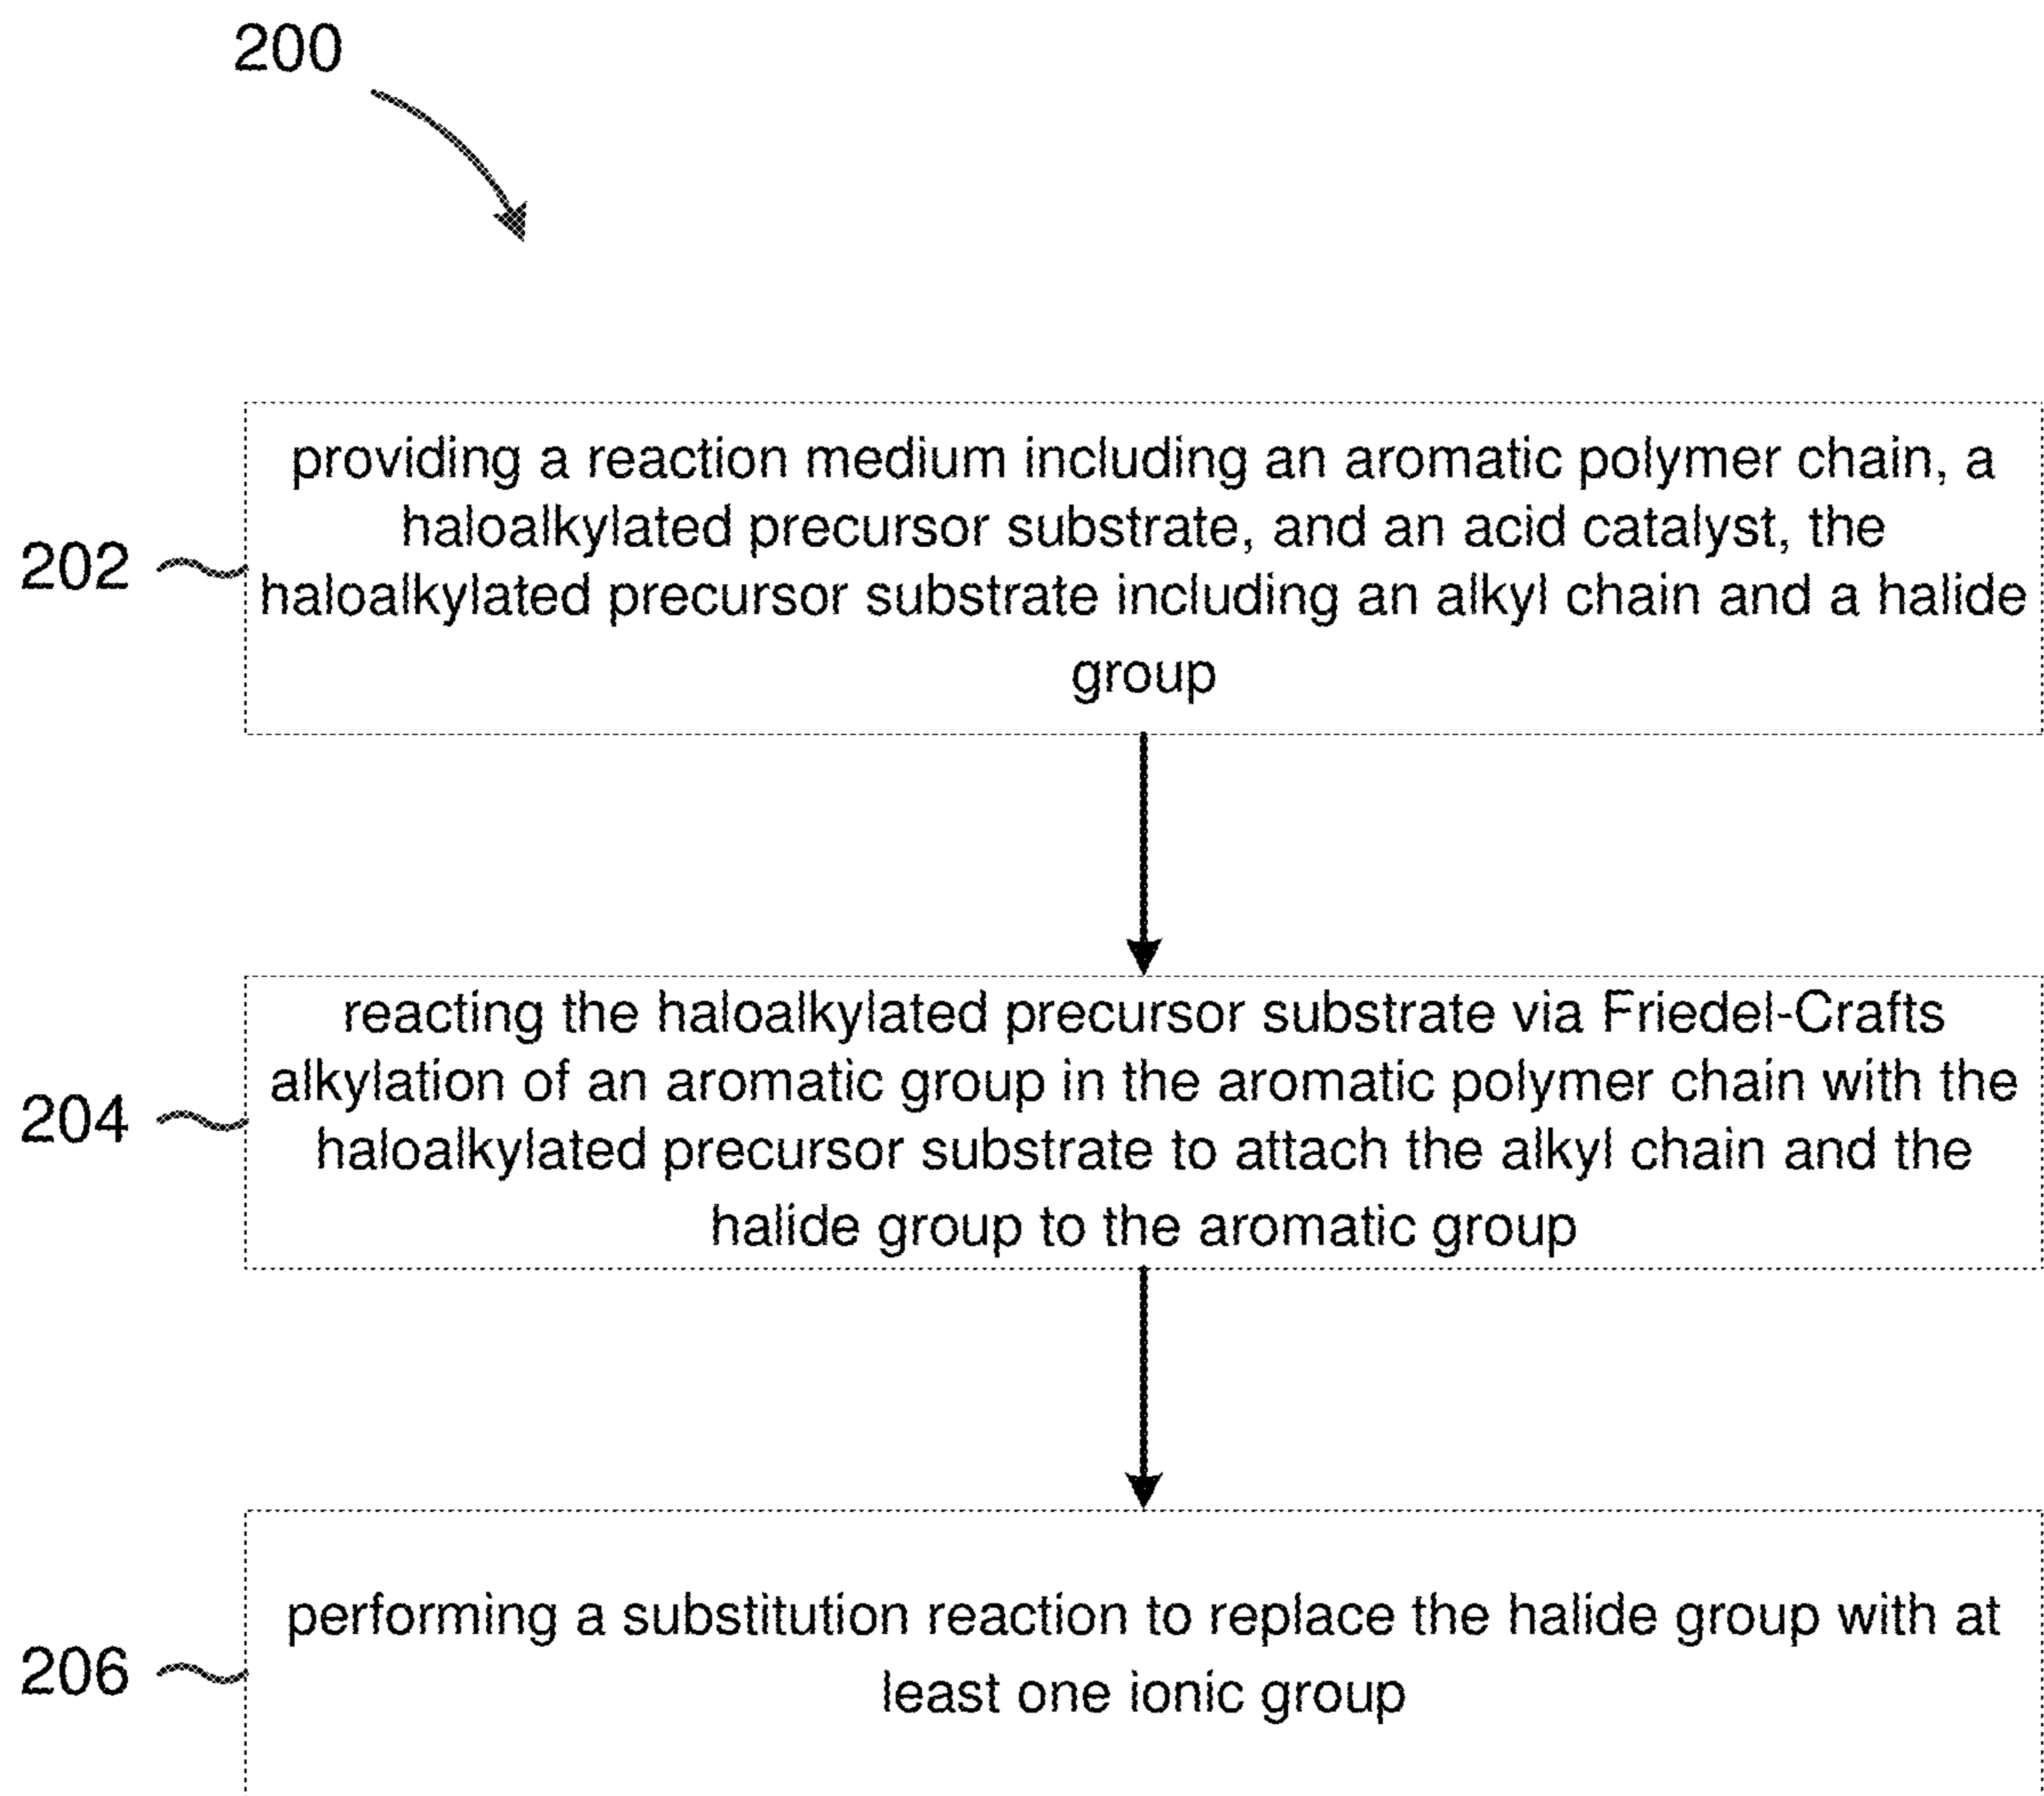 200
202
providing a reaction medium including an aromatic polymer chain, a
haloalkylated precursor substrate, and an acid catalyst, the
haloalkylated precursor substrate including an alkyl chain and a halide
group
204
reacting the haloalkylated precursor substrate via Friedel-Crafts
alkylation of an aromatic group in the aromatic polymer chain with the
haloalkylated precursor substrate to attach the alkyl chain and the
halide group to the aromatic group
206
performing a substitution reaction to replace the halide group with at
least one ionic group